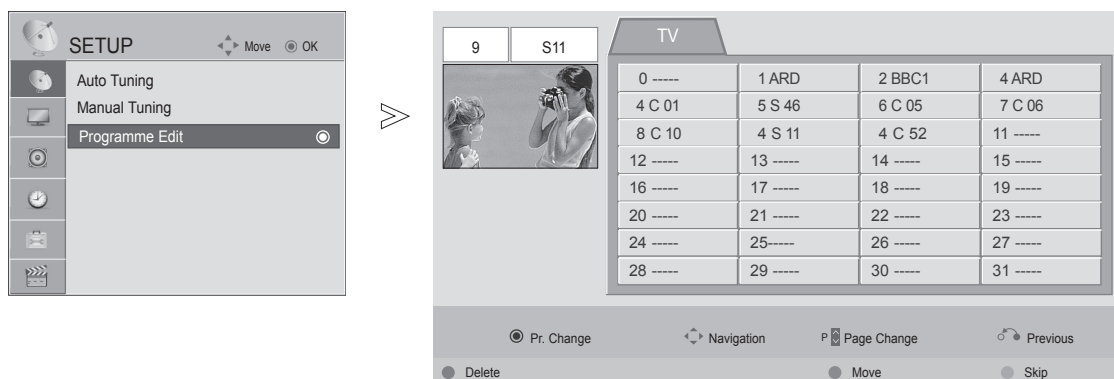 SETUP
Move OK
Auto Tuning
Manual Tuning
Programme Edit
9 S11
TV
0 ----- 1 ARD 2 BBC1 4 ARD
4 C 01 5 S 46 6 C 05 7 C 06
8 C 10 4 S 11 4 C 52 11 -----
12 ----- 13 ----- 14 ----- 15 -----
16 ----- 17 ----- 18 ----- 19 -----
20 ----- 21 ----- 22 ----- 23 -----
24 ----- 25----- 26 ----- 27 -----
28 ----- 29 ----- 30 ----- 31 -----
Pr. Change Navigation P Page Change Previous
Delete Move Skip